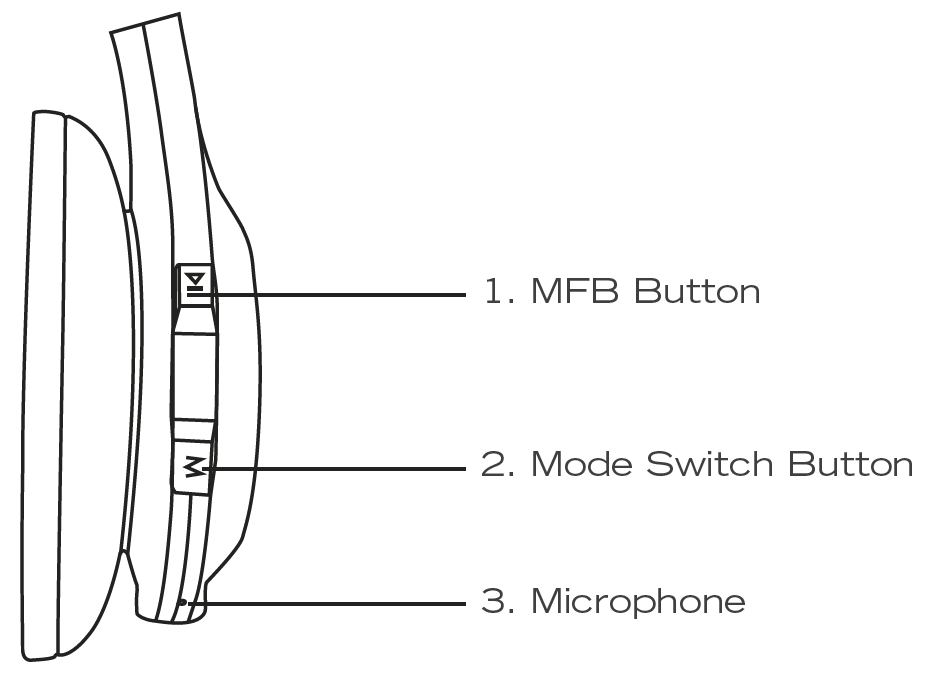 1. MFB Button
M
2. Mode Switch Button
3. Microphone